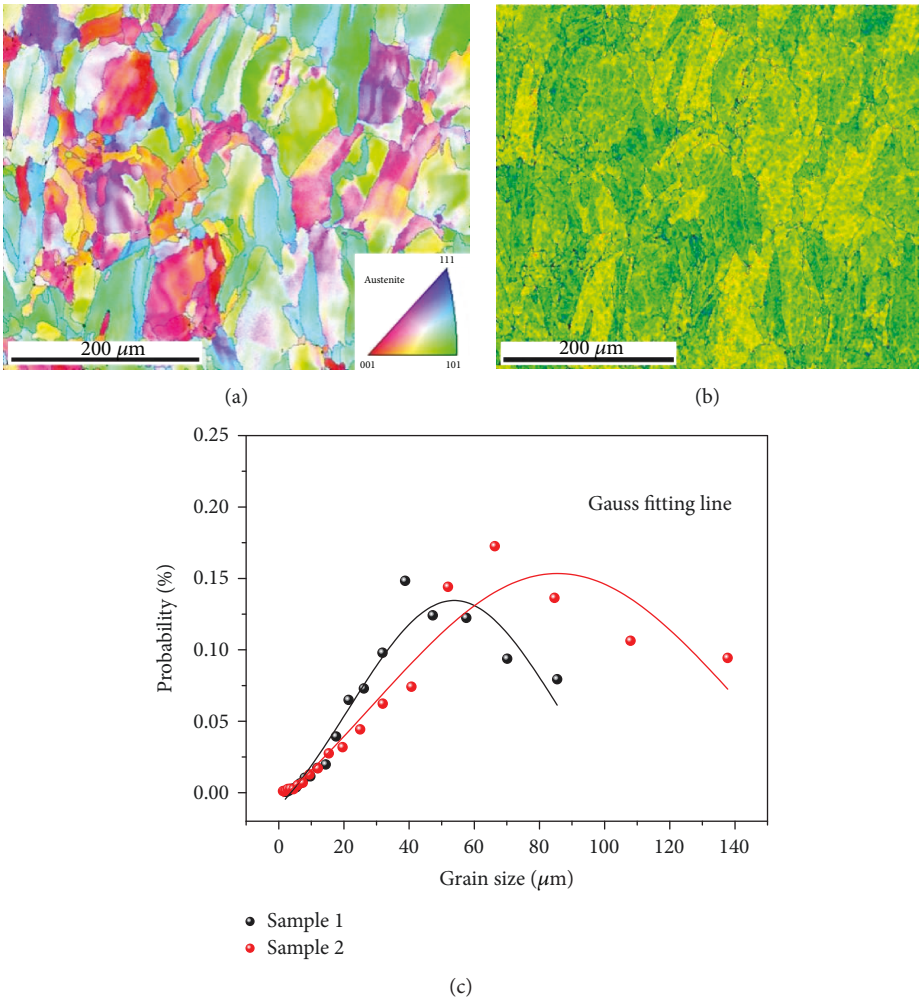 111
Austenite
001
101
200 μm
200 μm
(a)
(b)
0.25
0.20
0.15
0.10
0.05
0.00
Probability (%)
Gauss fitting line
0
20
40
60
80
100
120
140
Grain size (μm)
Sample 1
Sample 2
(c)